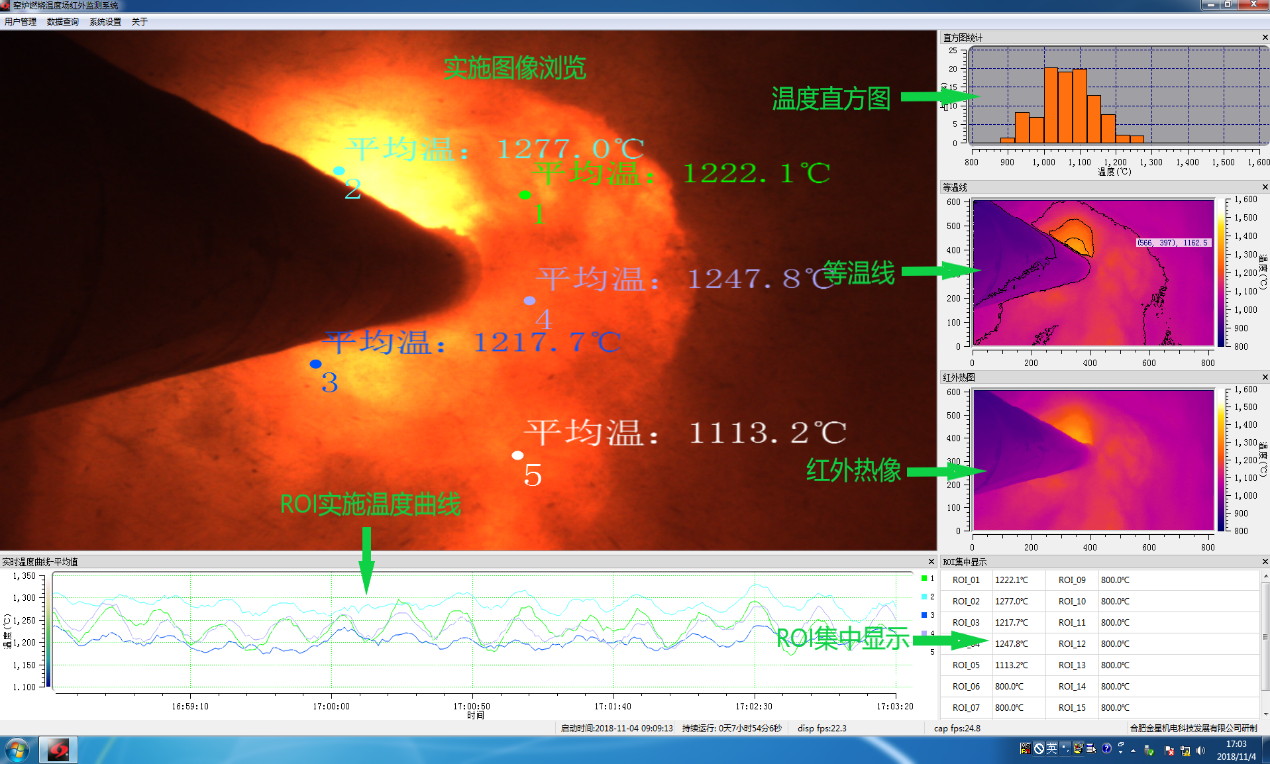 窑炉燃烧温度场红外监测系统
用户管理 数据查询 系统设置 关于
实施图像浏览
平均温: 1277.0℃
2
平均温: 1222.1℃
1
平均温: 1247.8℃
4
平均温: 1217.7℃
3
平均温: 1113.2℃
5
ROI实施温度曲线
直方图统计
温度直方图
25
20
15
10
5
0
800 900 1,000 1,100 1,200 1,300 1,400 1,500 1,600
温度(℃)
等温线
等温线
600
500
400
300
200
100
0
(566, 397), 1162.5
1,600
1,500
1,400
1,300
1,200
1,100
1,000
900
800
温度(℃)
0 200 400 600 800
红外热图
红外热像
600
500
400
300
200
100
0
1,600
1,500
1,400
1,300
1,200
1,100
1,000
900
800
温度(℃)
0 200 400 600 800
实时温度曲线-平均值
1,350
1,300
1,250
1,200
1,150
1,100
温度(℃)
16:59:10 17:00:00 17:00:50 17:01:40 17:02:30 17:03:20
时间
1
2
3
4
5
ROI集中显示
ROI集中显示
ROI_01 1222.1℃ ROI_09 800.0℃
ROI_02 1277.0℃ ROI_10 800.0℃
ROI_03 1217.7℃ ROI_11 800.0℃
1247.8℃ ROI_12 800.0℃
ROI_05 1113.2℃ ROI_13 800.0℃
ROI_06 800.0℃ ROI_14 800.0℃
ROI_07 800.0℃ ROI_15 800.0℃
启动时间:2018-11-04 09:09:13 持续运行: 0天7小时54分6秒 disp fps:22.3 cap fps:24.8 合肥金星机电科技发展有限公司研制
英
17:03
2018/11/4